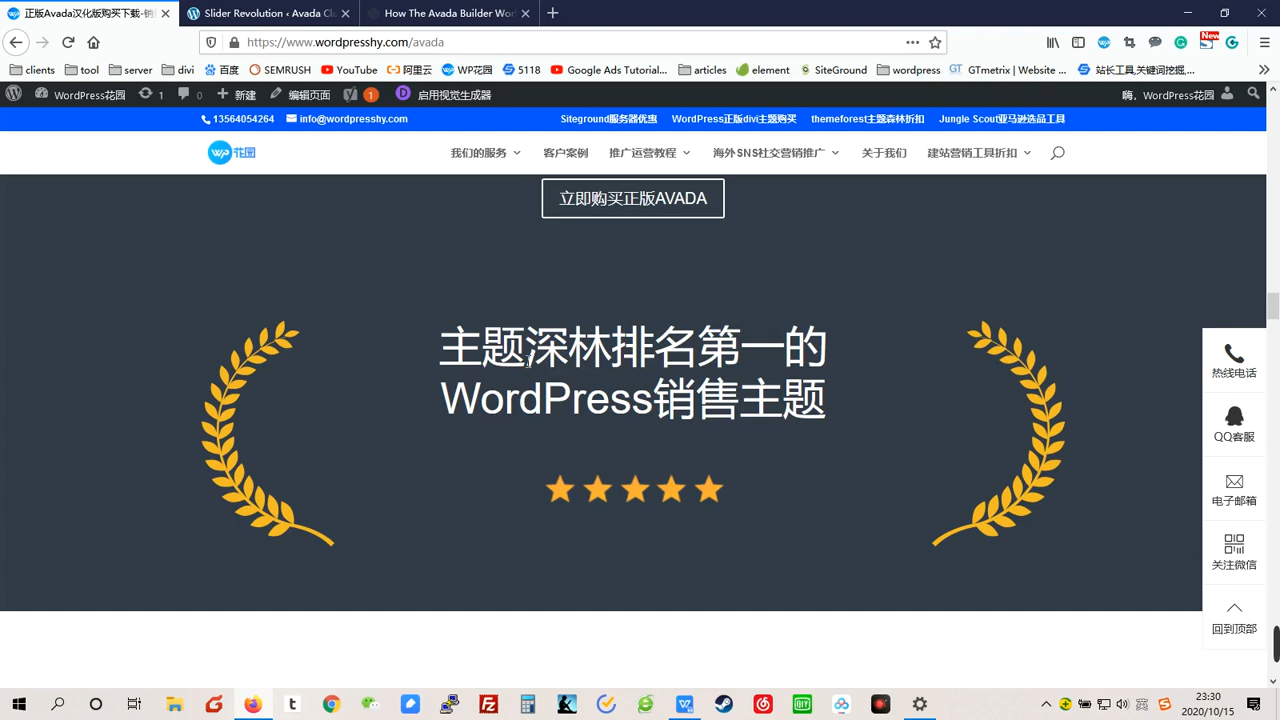 正版Avada汉化版购买下载-销
Slider Revolution ‹ Avada Cl
How The Avada Builder Wor
https://www.wordpresshy.com/avada
New
clients
tool
server
divi
百度
SEMRUSH
YouTube
阿里云
WP花园
5118
Google Ads Tutorial...
articles
element
SiteGround
wordpress
GTmetrix | Website ...
站长工具,关键词挖掘,...
WordPress花园
1
0
新建
编辑页面
1
启用视觉生成器
嗨，WordPress花园
13564054264
info@wordpresshy.com
Siteground服务器优惠
WordPress正版divi主题购买
themeforest主题森林折扣
Jungle Scout亚马逊选品工具
WP花园
我们的服务
客户案例
推广运营教程
海外SNS社交营销推广
关于我们
建站营销工具折扣
立即购买正版AVADA
主题深林排名第一的
WordPress销售主题
热线电话
QQ客服
电子邮箱
关注微信
回到顶部
英
23:30
2020/10/15